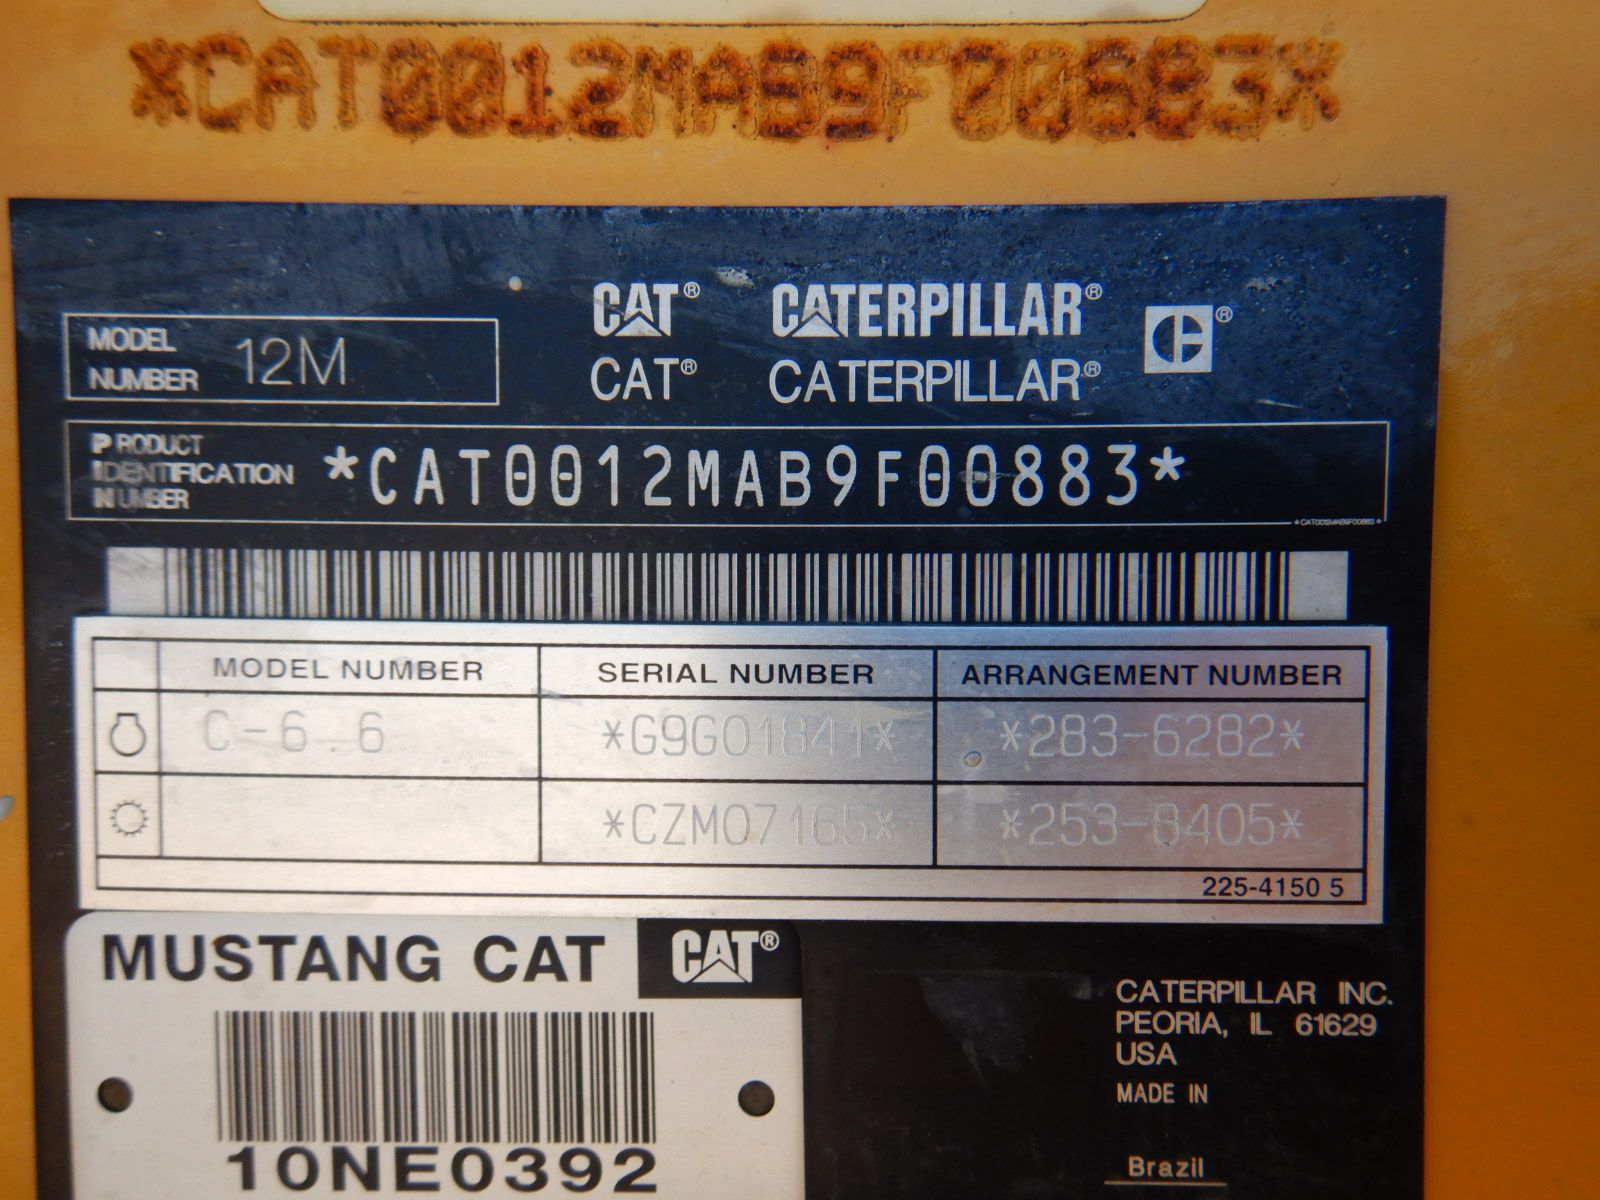 *CAT0012MAB9F00883*
CAT® CATERPILLAR® ®
MODEL NUMBER 12M
CAT® CATERPILLAR®
PRODUCT IDENTIFICATION NUMBER *CAT0012MAB9F00883*
*CAT0012MAB9F00883*
MODEL NUMBER SERIAL NUMBER ARRANGEMENT NUMBER
C-6.6 *G9G01841* *283-6282*
*CZM07165* *253-8405*
225-4150 5
MUSTANG CAT CAT®
10NE0392
CATERPILLAR INC.
PEORIA, IL 61629
USA
MADE IN
Brazil